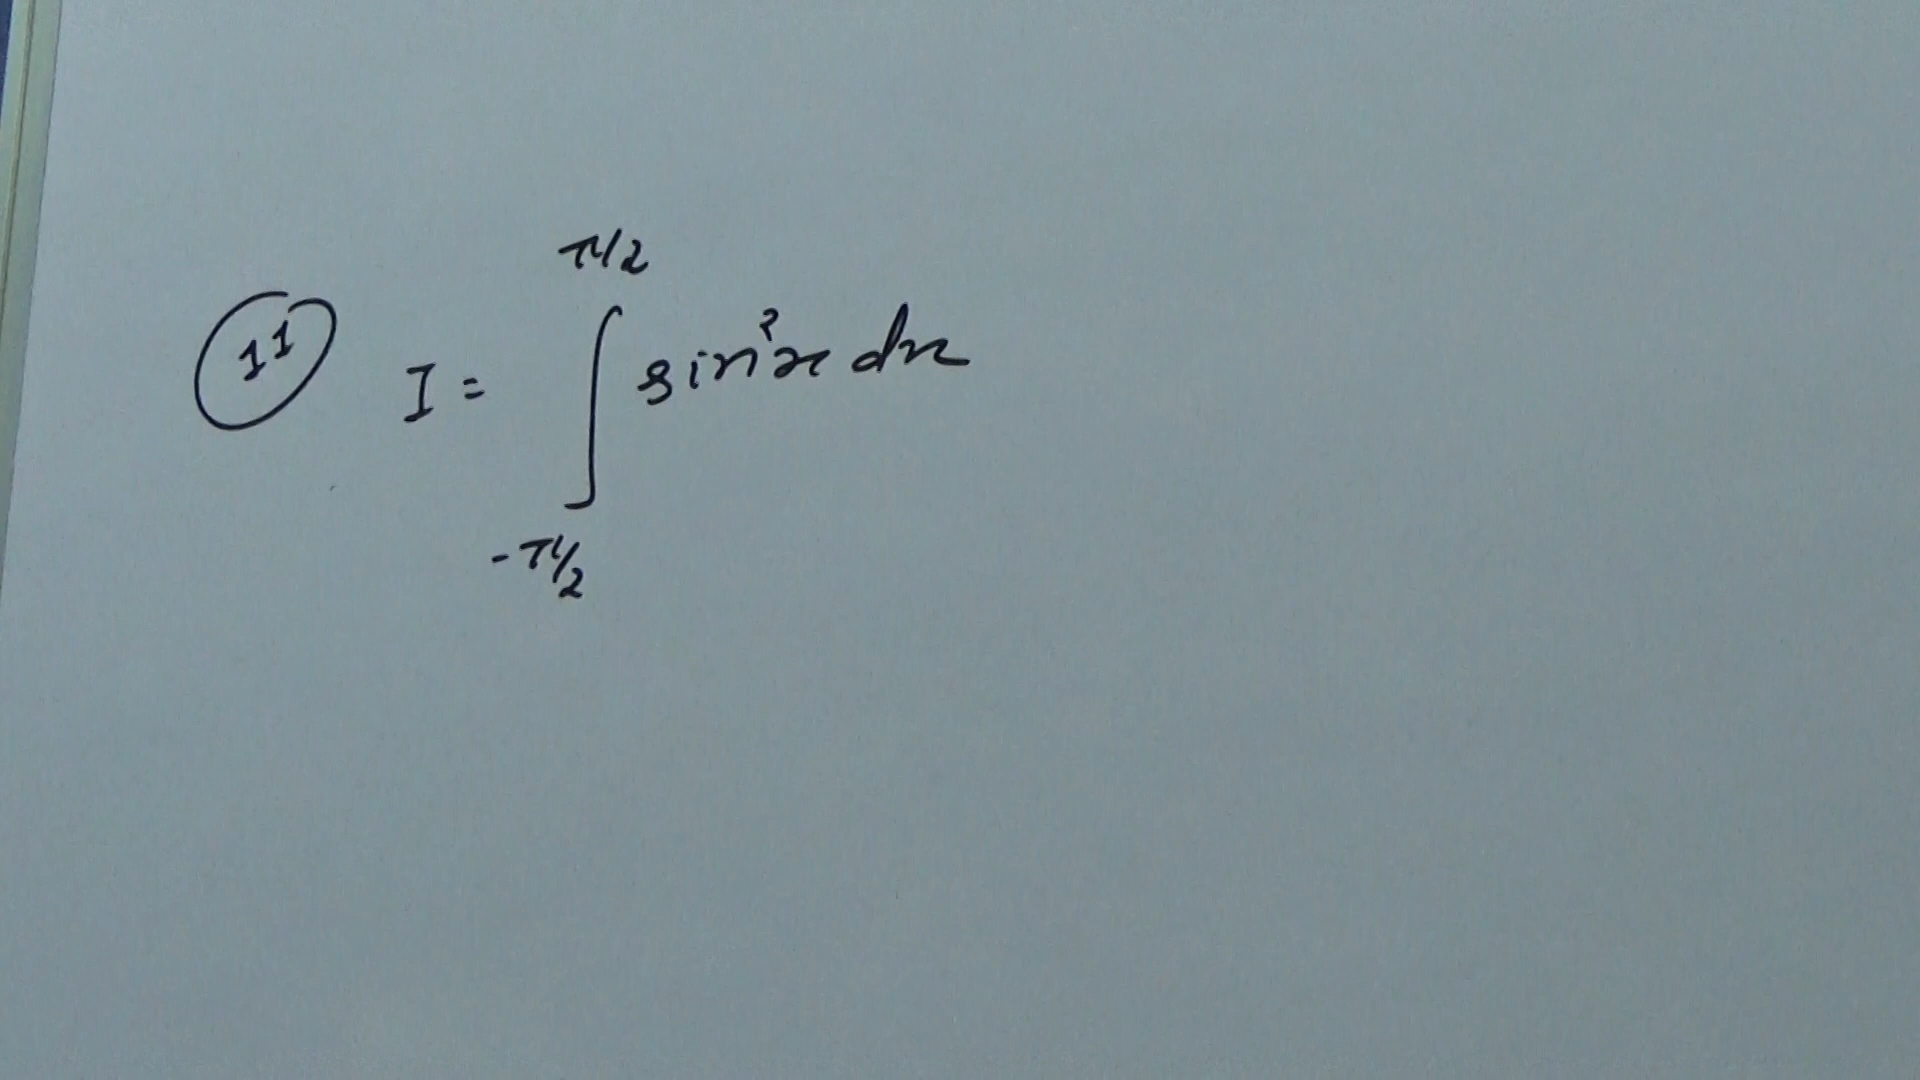 11 I = ∫_{-π/2}^{π/2} sin²x dx